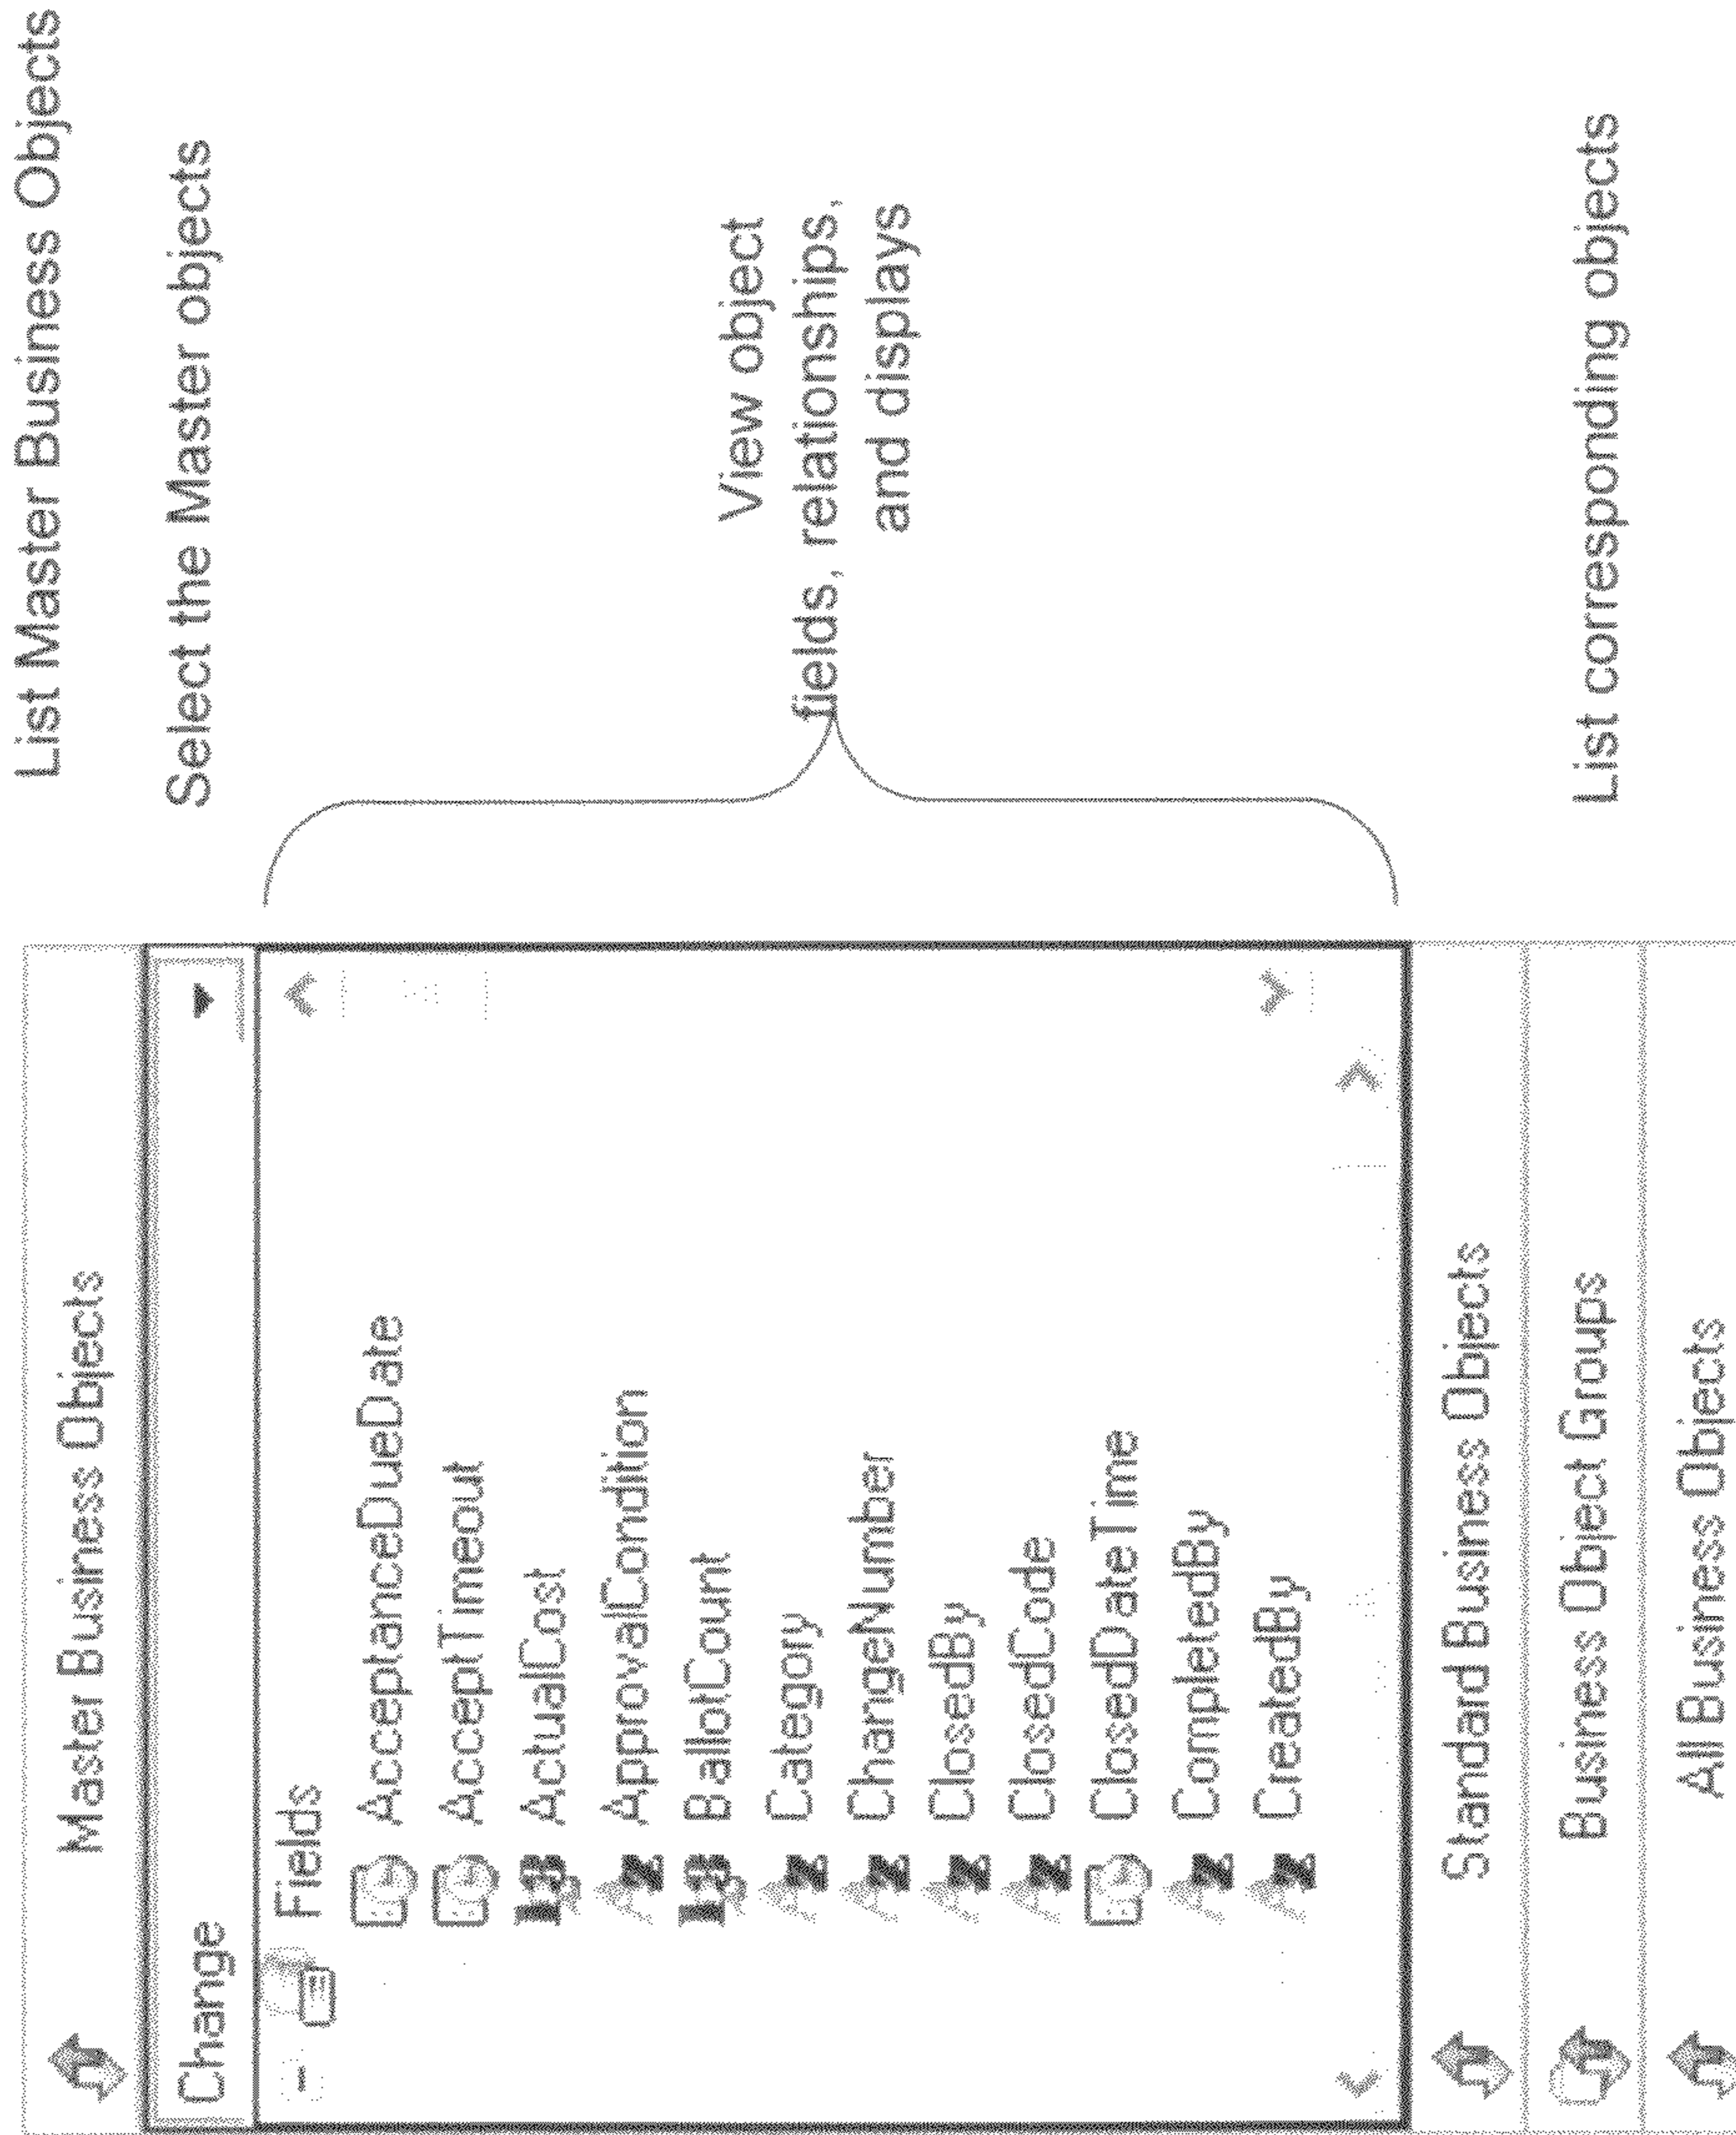 Master Business Objects
List Master Business Objects
Change
Select the Master objects
Fields
AcceptanceDueDate
AcceptTimeout
ActualCost
ApprovalCondition
BallotCount
Category
ChangeNumber
ClosedBy
ClosedCode
ClosedDateTime
CompletedBy
CreatedBy
View object
fields, relationships,
and displays
Standard Business Objects
Business Object Groups
List corresponding objects
All Business Objects